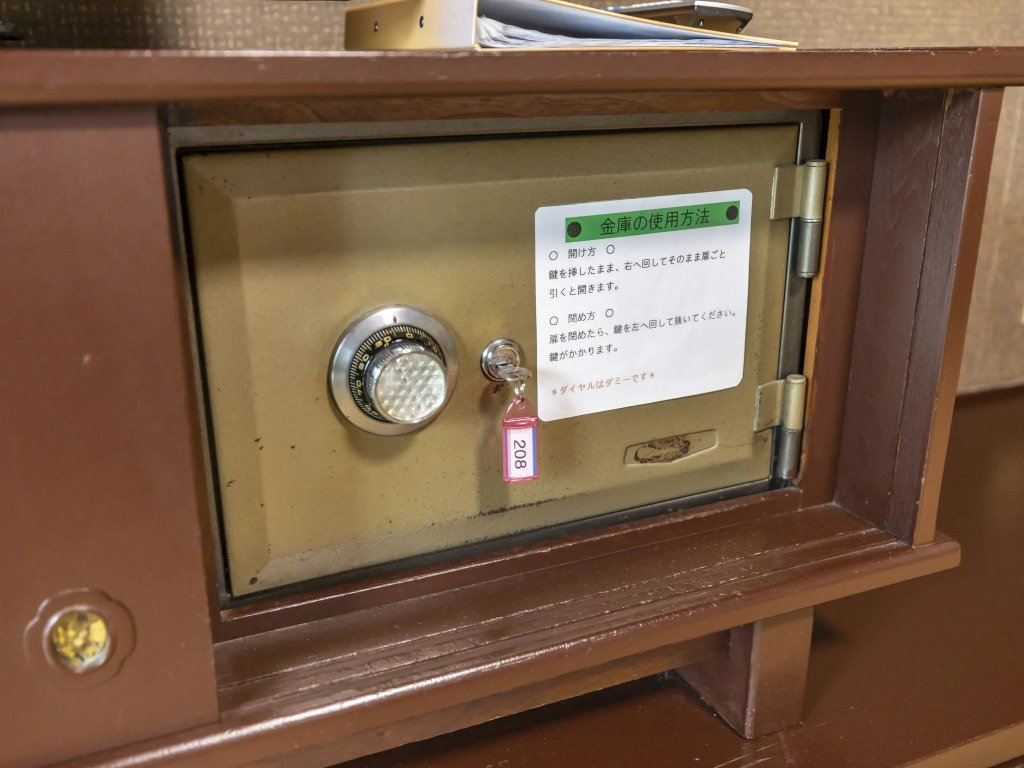 金庫の使用方法
○ 開け方 ○
鍵を挿したまま、右へ回してそのまま扉ごと
引くと開きます。
○ 閉め方 ○
扉を閉めたら、鍵を左へ回して抜いてください。
鍵がかかります。
＊ダイヤルはダミーです＊
208